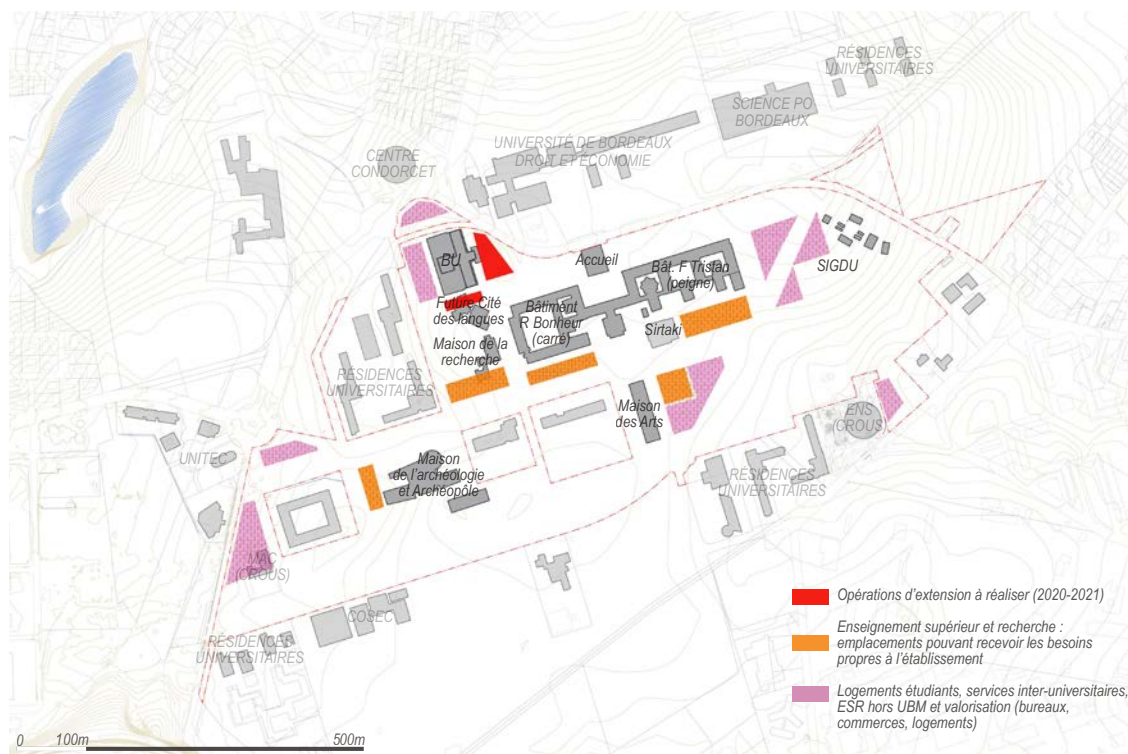 RÉSIDENCES
UNIVERSITAIRES
SCIENCE PO
BORDEAUX
UNIVERSITÉ DE BORDEAUX
DROIT ET ÉCONOMIE
CENTRE
CONDORCET
BU
Accueil
Bât. F Tristan
(peigne)
SIGDU
Future Cité
des langues
Bâtiment
R Bonheur
(carré)
Sirtaki
Maison de la
recherche
RÉSIDENCES
UNIVERSITAIRES
Maison
des Arts
ENS
(CROUS)
UNITEC
Maison
de l'archéologie
et Archéopôle
RÉSIDENCES
UNIVERSITAIRES
MAC
(CROUS)
COSEC
RÉSIDENCES
UNIVERSITAIRES
Opérations d'extension à réaliser (2020-2021)
Enseignement supérieur et recherche :
emplacements pouvant recevoir les besoins
propres à l'établissement
Logements étudiants, services inter-universitaires,
ESR hors UBM et valorisation (bureaux,
commerces, logements)
0 100m 500m